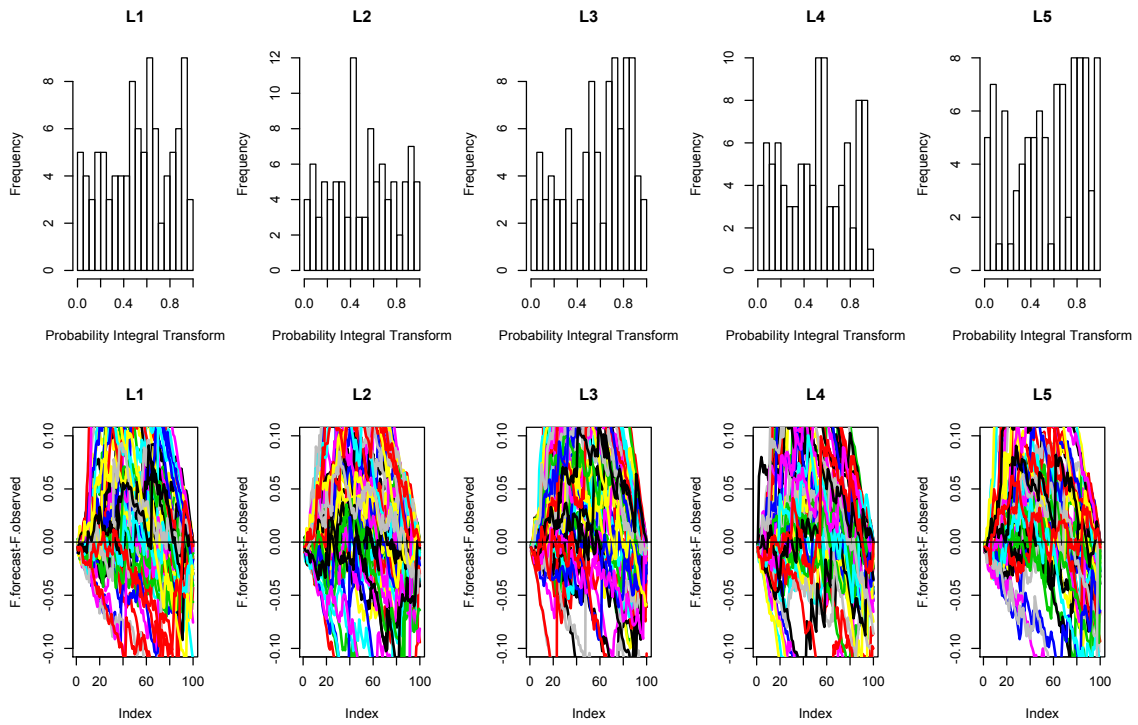 L1
Frequency
0 2 4 6 8
0.0 0.4 0.8
Probability Integral Transform
L2
Frequency
0 2 4 6 8 10 12
0.0 0.4 0.8
Probability Integral Transform
L3
Frequency
0 2 4 6 8
0.0 0.4 0.8
Probability Integral Transform
L4
Frequency
0 2 4 6 8 10
0.0 0.4 0.8
Probability Integral Transform
L5
Frequency
0 2 4 6 8
0.0 0.4 0.8
Probability Integral Transform
L1
F.forecast-F.observed
-0.10 -0.05 0.00 0.05 0.10
0 20 60 100
Index
L2
F.forecast-F.observed
-0.10 -0.05 0.00 0.05 0.10
0 20 60 100
Index
L3
F.forecast-F.observed
-0.10 -0.05 0.00 0.05 0.10
0 20 60 100
Index
L4
F.forecast-F.observed
-0.10 -0.05 0.00 0.05 0.10
0 20 60 100
Index
L5
F.forecast-F.observed
-0.10 -0.05 0.00 0.05 0.10
0 20 60 100
Index